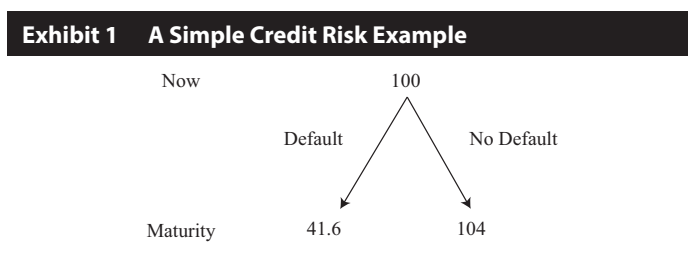 Exhibit 1 A Simple Credit Risk Example
Now 100
Default No Default
Maturity 41.6 104